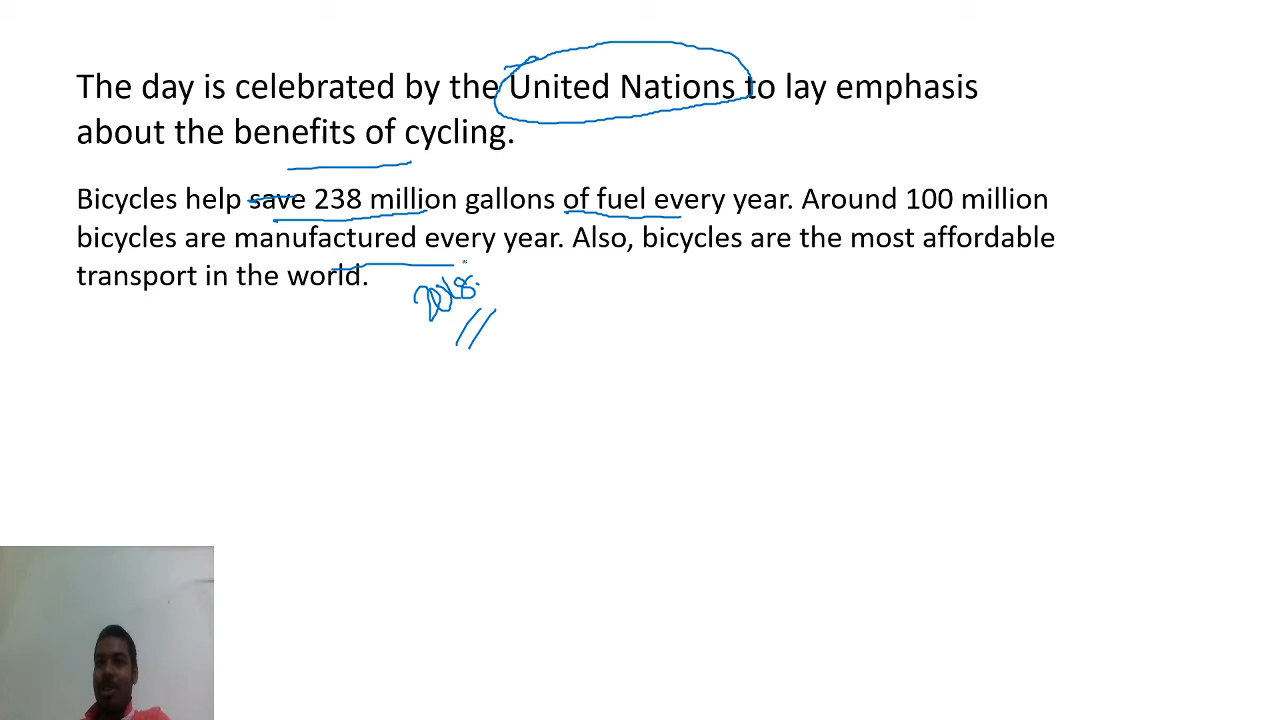 The day is celebrated by the United Nations to lay emphasis
about the benefits of cycling.
Bicycles help save 238 million gallons of fuel every year. Around 100 million
bicycles are manufactured every year. Also, bicycles are the most affordable
transport in the world.
2018.